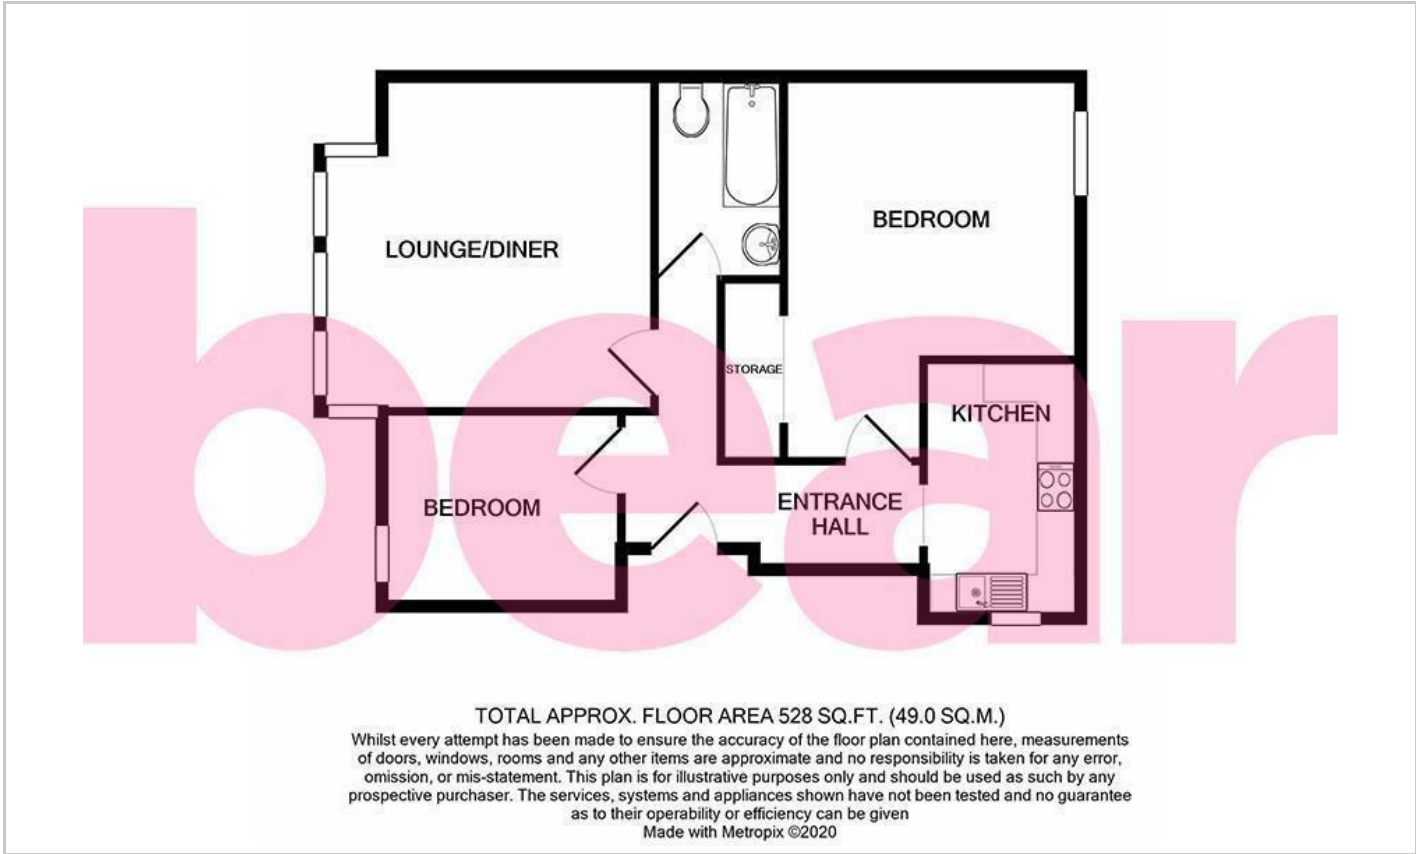 bear
LOUNGE/DINER
BEDROOM
STORAGE
KITCHEN
BEDROOM
ENTRANCE
HALL
TOTAL APPROX. FLOOR AREA 528 SQ.FT. (49.0 SQ.M.)
Whilst every attempt has been made to ensure the accuracy of the floor plan contained here, measurements
of doors, windows, rooms and any other items are approximate and no responsibility is taken for any error,
omission, or mis-statement. This plan is for illustrative purposes only and should be used as such by any
prospective purchaser. The services, systems and appliances shown have not been tested and no guarantee
as to their operability or efficiency can be given
Made with Metropix ©2020